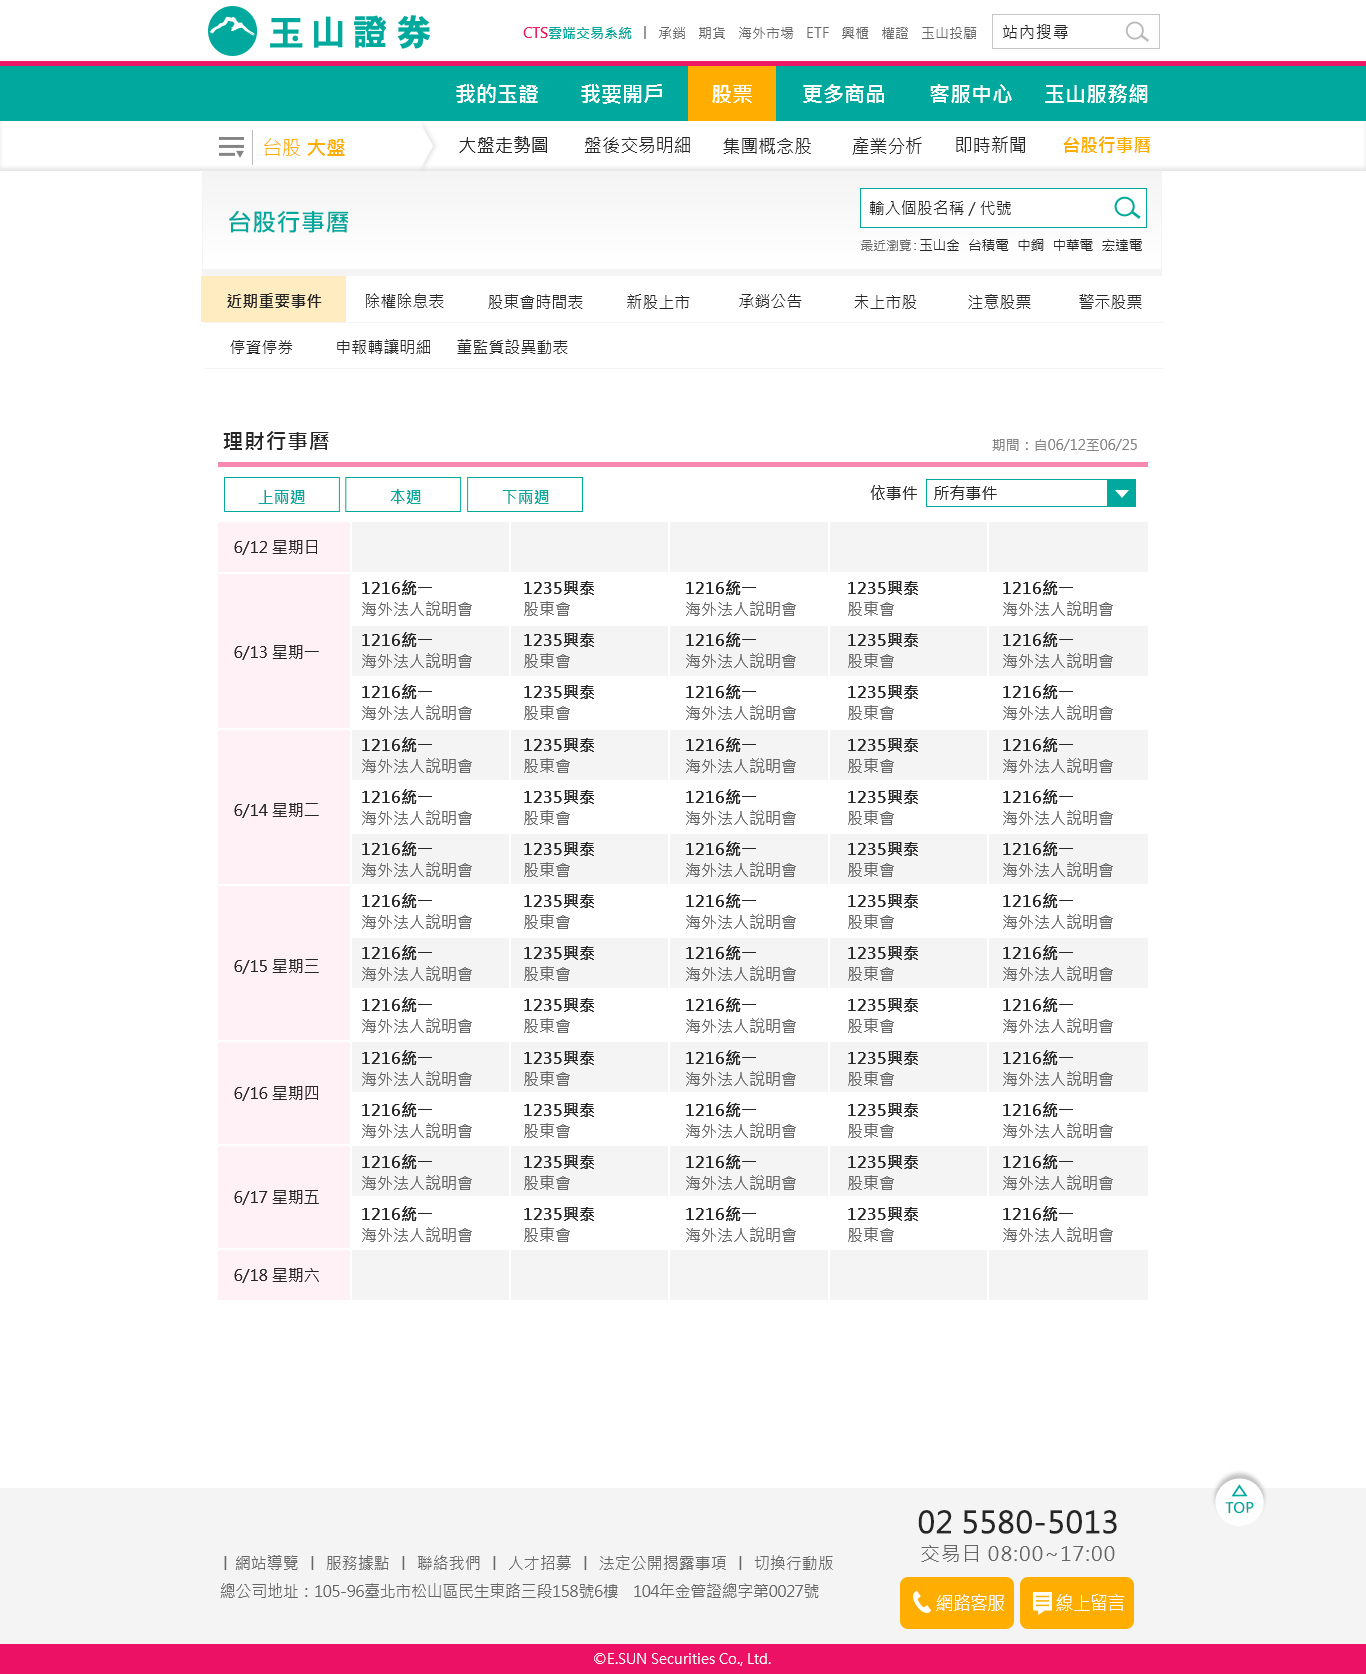 玉山證券
CTS雲端交易系統 | 承銷 期貨 海外市場 ETF 興櫃 權證 玉山投顧 站內搜尋
我的玉證 我要開戶 股票 更多商品 客服中心 玉山服務網
台股 大盤 大盤走勢圖 盤後交易明細 集團概念股 產業分析 即時新聞 台股行事曆
台股行事曆
輸入個股名稱 / 代號
最近瀏覽: 玉山金 台積電 中鋼 中華電 宏達電
近期重要事件 除權除息表 股東會時間表 新股上市 承銷公告 未上市股 注意股票 警示股票
停資停券 申報轉讓明細 董監質設異動表
理財行事曆 期間：自06/12至06/25
上兩週 本週 下兩週 依事件 所有事件
6/12 星期日
1216統一 1235興泰 1216統一 1235興泰 1216統一
海外法人說明會 股東會 海外法人說明會 股東會 海外法人說明會
6/13 星期一
1216統一 1235興泰 1216統一 1235興泰 1216統一
海外法人說明會 股東會 海外法人說明會 股東會 海外法人說明會
1216統一 1235興泰 1216統一 1235興泰 1216統一
海外法人說明會 股東會 海外法人說明會 股東會 海外法人說明會
1216統一 1235興泰 1216統一 1235興泰 1216統一
海外法人說明會 股東會 海外法人說明會 股東會 海外法人說明會
6/14 星期二
1216統一 1235興泰 1216統一 1235興泰 1216統一
海外法人說明會 股東會 海外法人說明會 股東會 海外法人說明會
1216統一 1235興泰 1216統一 1235興泰 1216統一
海外法人說明會 股東會 海外法人說明會 股東會 海外法人說明會
1216統一 1235興泰 1216統一 1235興泰 1216統一
海外法人說明會 股東會 海外法人說明會 股東會 海外法人說明會
6/15 星期三
1216統一 1235興泰 1216統一 1235興泰 1216統一
海外法人說明會 股東會 海外法人說明會 股東會 海外法人說明會
1216統一 1235興泰 1216統一 1235興泰 1216統一
海外法人說明會 股東會 海外法人說明會 股東會 海外法人說明會
1216統一 1235興泰 1216統一 1235興泰 1216統一
海外法人說明會 股東會 海外法人說明會 股東會 海外法人說明會
6/16 星期四
1216統一 1235興泰 1216統一 1235興泰 1216統一
海外法人說明會 股東會 海外法人說明會 股東會 海外法人說明會
1216統一 1235興泰 1216統一 1235興泰 1216統一
海外法人說明會 股東會 海外法人說明會 股東會 海外法人說明會
6/17 星期五
1216統一 1235興泰 1216統一 1235興泰 1216統一
海外法人說明會 股東會 海外法人說明會 股東會 海外法人說明會
6/18 星期六
TOP
02 5580-5013
交易日 08:00~17:00
| 網站導覽 | 服務據點 | 聯絡我們 | 人才招募 | 法定公開揭露事項 | 切換行動版
總公司地址：105-96臺北市松山區民生東路三段158號6樓 104年金管證總字第0027號
網路客服 線上留言
©E.SUN Securities Co., Ltd.